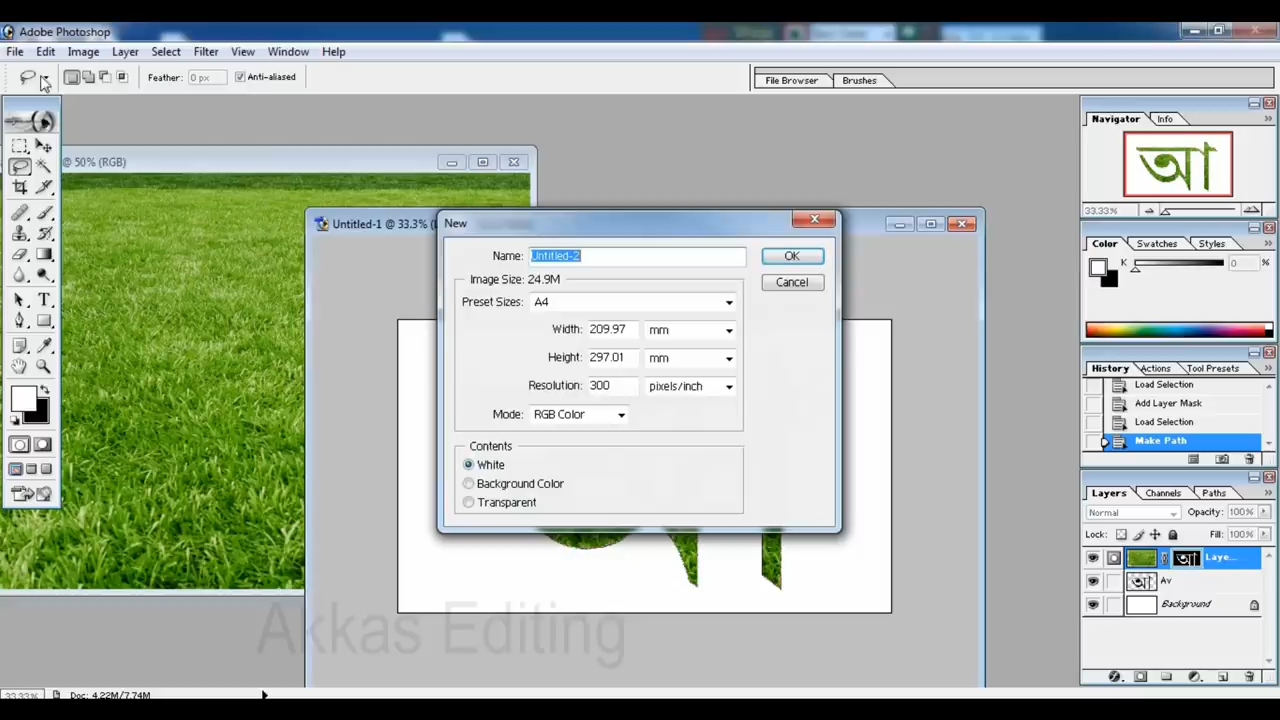 Adobe Photoshop
File Edit Image Layer Select Filter View Window Help
Feather: 0 px Anti-aliased File Browser Brushes
Navigator Info
আ
33.33%
@ 50% (RGB)
Untitled-1 @ 33.3%
New
Name: Untitled-2 OK
Image Size: 24.9M Cancel
Preset Sizes: A4
Width: 209.97 mm
Height: 297.01 mm
Resolution: 300 pixels/inch
Mode: RGB Color
Contents
White
Background Color
Transparent
Color Swatches Styles
K 0 %
History Actions Tool Presets
Load Selection
Add Layer Mask
Load Selection
Make Path
Layers Channels Paths
Normal Opacity: 100%
Lock: Fill: 100%
আ Laye...
আ Av
Background
Akkas Editing
33.33% Doc: 4.22M/7.74M